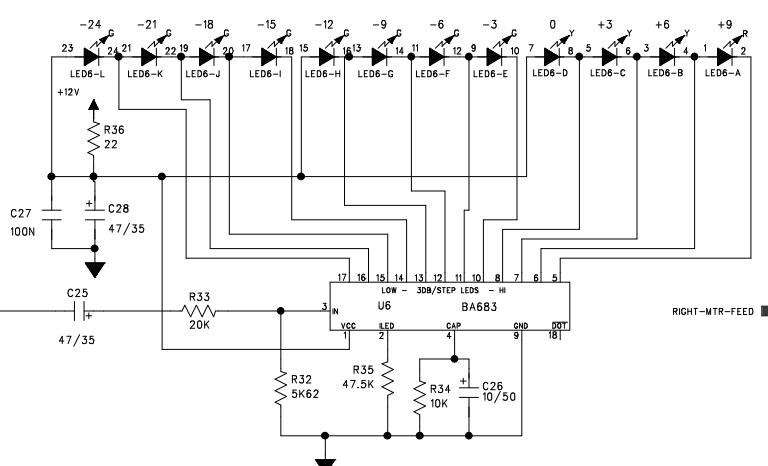 -24 -21 -18 -15 -12 -9 -6 -3 0 +3 +6 +9
G G G G G G G G Y Y Y R
23 24 21 22 19 20 17 18 15 16 13 14 11 12 9 10 7 8 5 6 3 4 1 2
LED6-L LED6-K LED6-J LED6-I LED6-H LED6-G LED6-F LED6-E LED6-D LED6-C LED6-B LED6-A
+12V
R36
22
C27
100N
+
C28
47/35
17 16 15 14 13 12 11 10 8 7 6 5
LOW - 3DB/STEP LEDS - HI
C25
+
47/35
R33
20K
3 IN
U6 BA683
RIGHT-MTR-FEED
VCC ILED CAP GND DOT
1 2 4 9 18
R32
5K62
R35
47.5K
R34
10K
+
C26
10/50